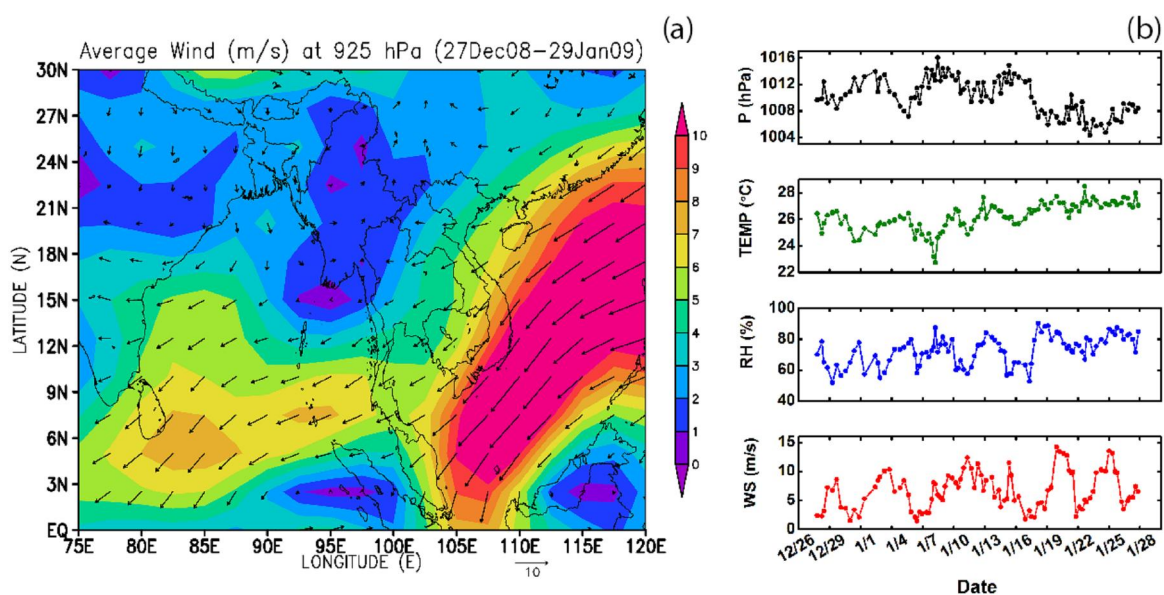 (a)
Average Wind (m/s) at 925 hPa (27Dec08-29Jan09)
30N
27N
24N
21N
18N
15N
12N
9N
6N
3N
EQ
LATITUDE (N)
75E 80E 85E 90E 95E 100E 105E 110E 115E 120E
LONGITUDE (E)
10
10
9
8
7
6
5
4
3
2
1
0
(b)
P (hPa)
1016
1012
1008
1004
TEMP (°C)
28
26
24
22
RH (%)
100
80
60
40
WS (m/s)
15
10
5
0
12/26 12/29 1/1 1/4 1/7 1/10 1/13 1/16 1/19 1/22 1/25 1/28
Date